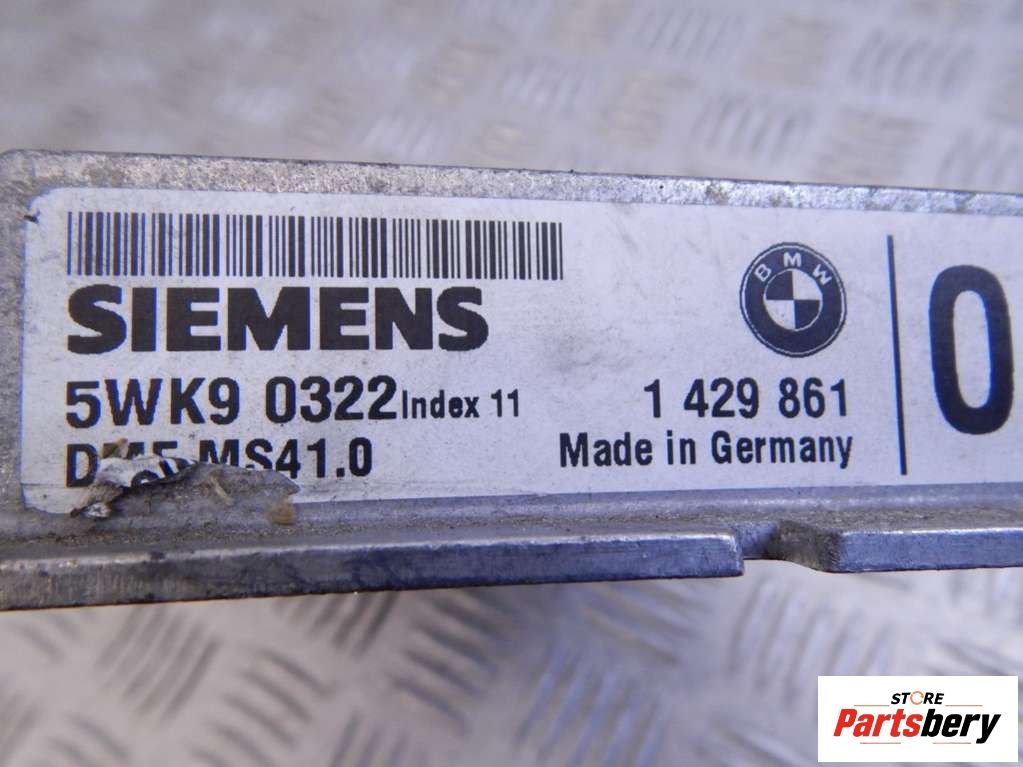 SIEMENS
BMW
5WK9 0322 Index 11
1 429 861
MS41.0
Made in Germany
0
STORE
Partsbery